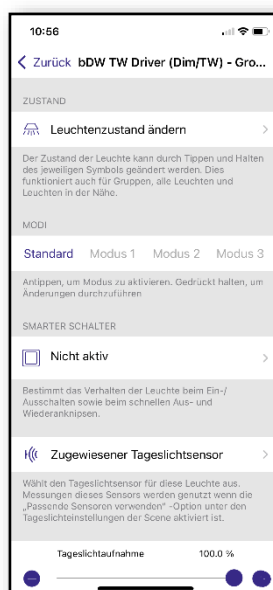 10:56
Zurück bDW TW Driver (Dim/TW) - Gro...
ZUSTAND
Leuchtenzustand ändern
Der Zustand der Leuchte kann durch Tippen und Halten
des jeweiligen Symbols geändert werden. Dies
funktioniert auch für Gruppen, alle Leuchten und
Leuchten in der Nähe.
MODI
Standard Modus 1 Modus 2 Modus 3
Antippen, um Modus zu aktivieren. Gedrückt halten, um
Änderungen durchzuführen
SMARTER SCHALTER
Nicht aktiv
Bestimmt das Verhalten der Leuchte beim Ein-/
Ausschalten sowie beim schnellen Aus- und
Wiederanknipsen.
Zugewiesener Tageslichtsensor
Wählt den Tageslichtsensor für diese Leuchte aus.
Messungen dieses Sensors werden genutzt wenn die
„Passende Sensoren verwenden" -Option unter den
Tageslichteinstellungen der Scene aktiviert ist.
Tageslichtaufnahme 100.0 %